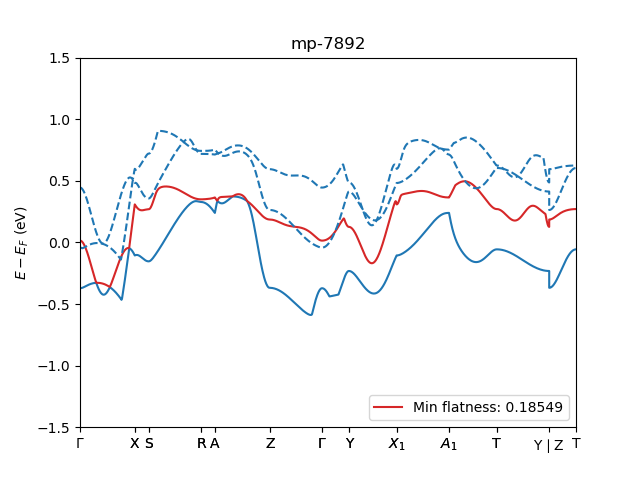 mp-7892
1.5
1.0
0.5
0.0
−0.5
−1.0
−1.5
E − E_F (eV)
Min flatness: 0.18549
Γ X S R A Z Γ Y X₁ A₁ T Y | Z T